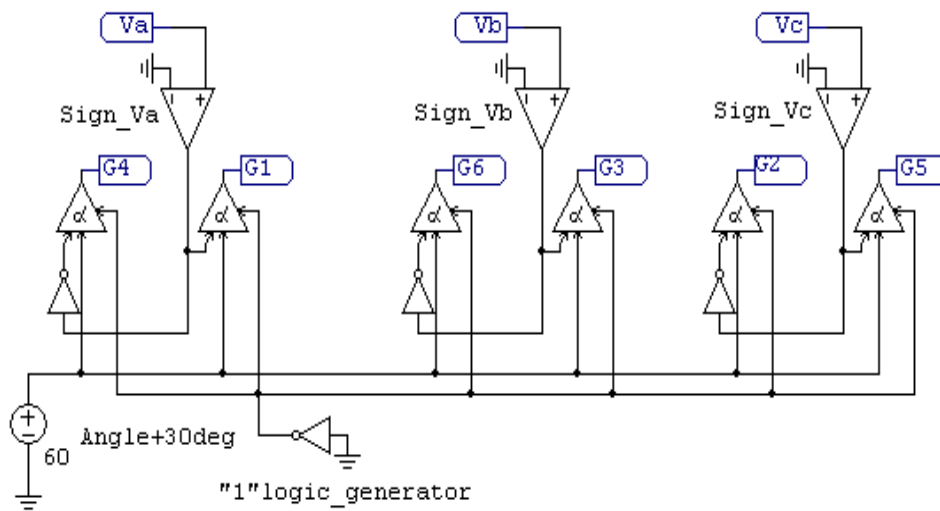 Va
Vb
Vc
Sign_Va
Sign_Vb
Sign_Vc
G4
G1
G6
G3
G2
G5
α
α
α
α
α
α
60
Angle+30deg
"1"logic_generator